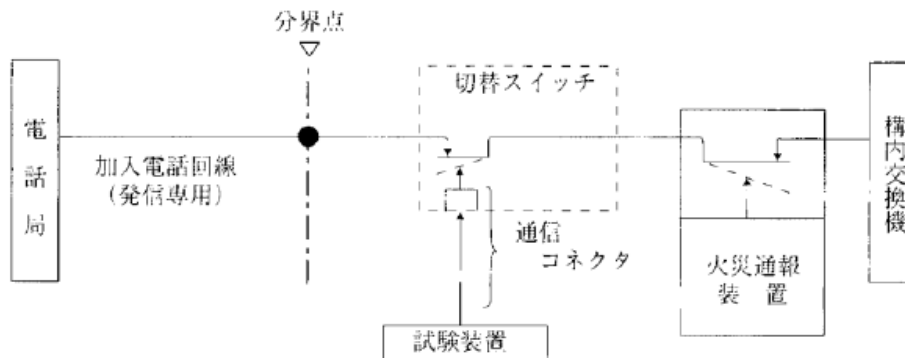 分界点
切替スイッチ
電話局
加入電話回線
（発信専用）
通信
コネクタ
試験装置
火災通報
装置
構内交換機